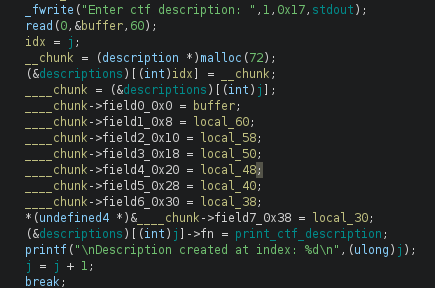 _fwrite("Enter ctf description: ",1,0x17,stdout);
read(0,&buffer,60);
idx = j;
__chunk = (description *)malloc(72);
(&descriptions)[(int)idx] = __chunk;
____chunk = (&descriptions)[(int)j];
____chunk->field0_0x0 = buffer;
____chunk->field1_0x8 = local_60;
____chunk->field2_0x10 = local_58;
____chunk->field3_0x18 = local_50;
____chunk->field4_0x20 = local_48;
____chunk->field5_0x28 = local_40;
____chunk->field6_0x30 = local_38;
*(undefined4 *)&____chunk->field7_0x38 = local_30;
(&descriptions)[(int)j]->fn = print_ctf_description;
printf("\nDescription created at index: %d\n",(ulong)j);
j = j + 1;
break;